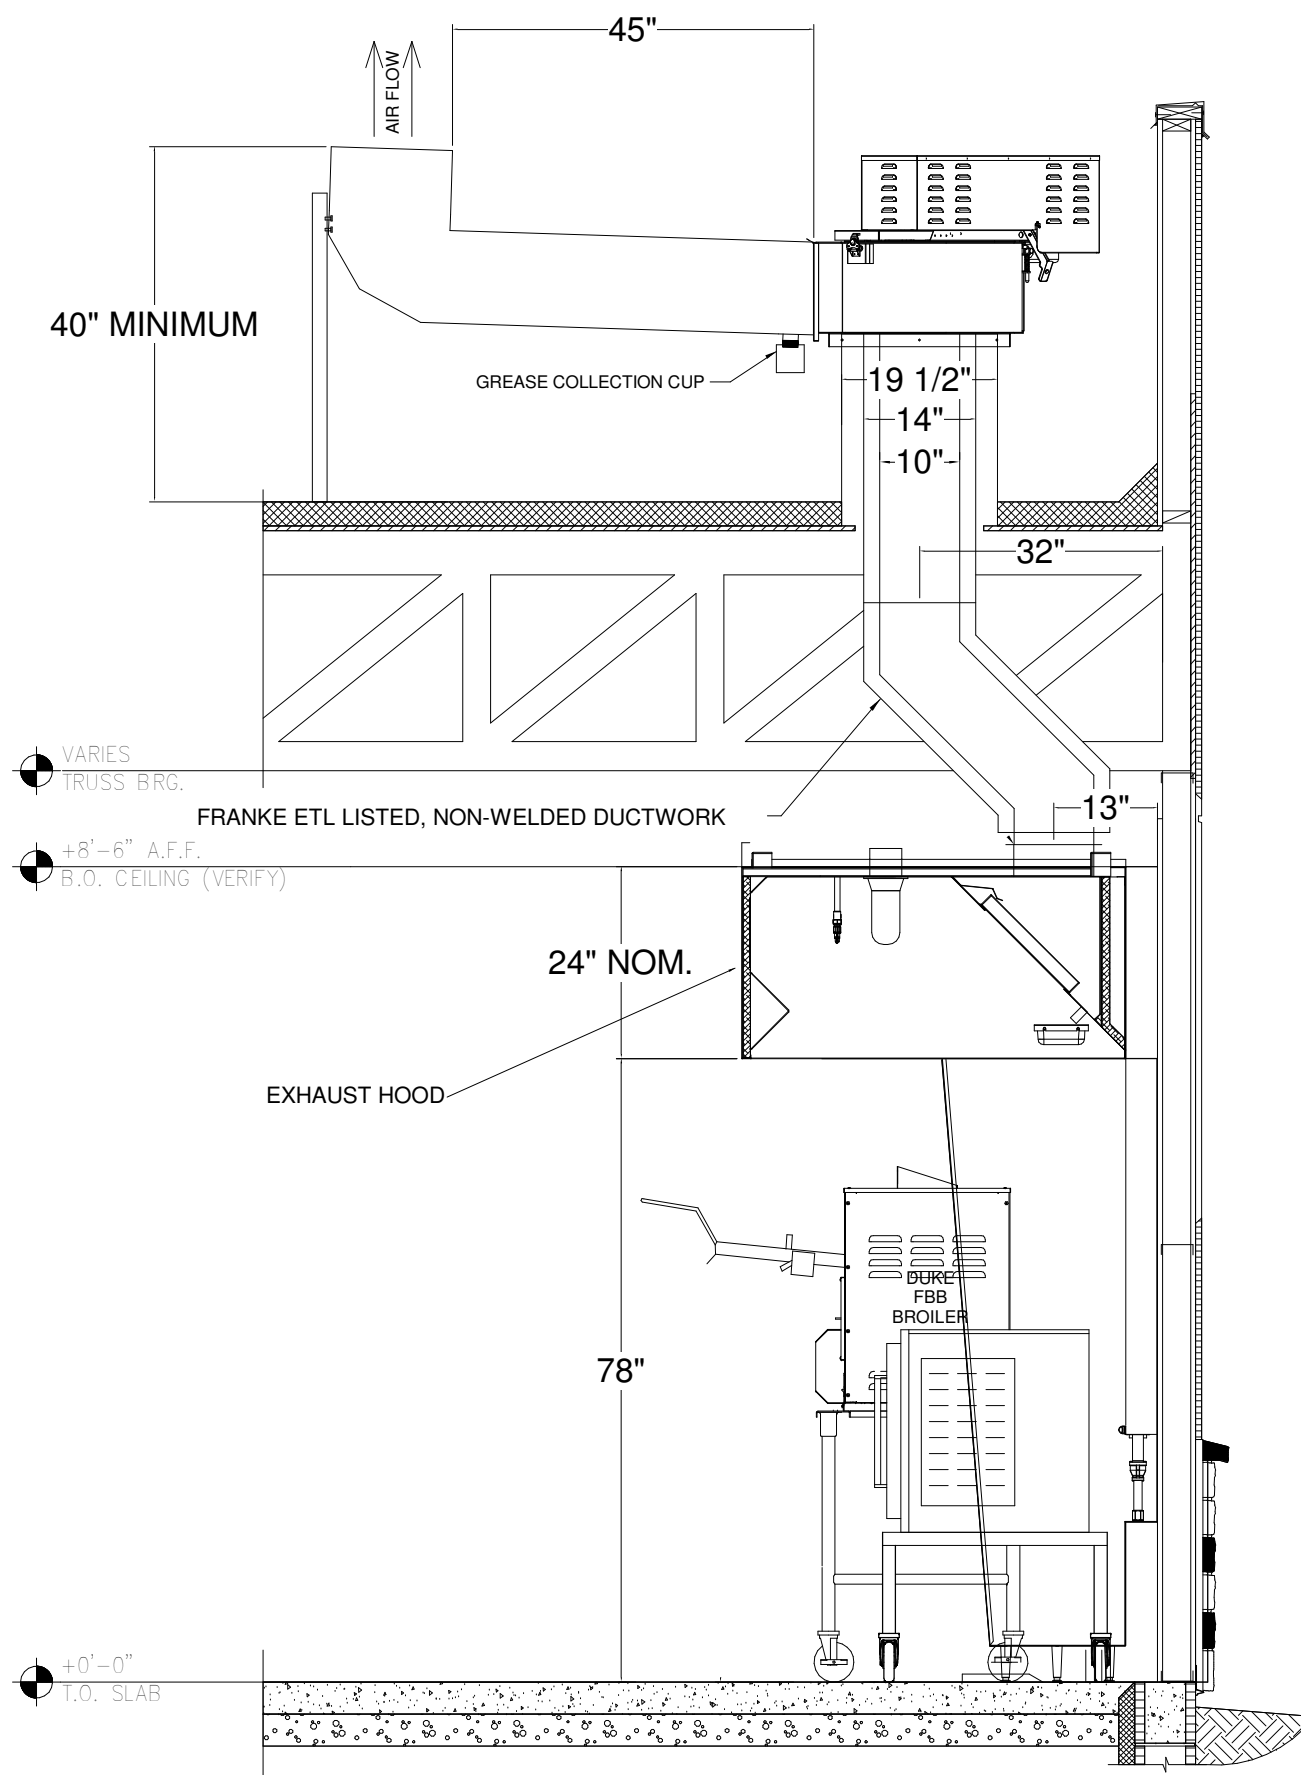 45"
AIR FLOW
40" MINIMUM
GREASE COLLECTION CUP
19 1/2"
14"
10"
32"
VARIES
TRUSS BRG.
13"
FRANKE ETL LISTED, NON-WELDED DUCTWORK
+8'-6" A.F.F.
B.O. CEILING (VERIFY)
24" NOM.
EXHAUST HOOD
DUKE
FBB
BROILER
78"
+0'-0"
T.O. SLAB